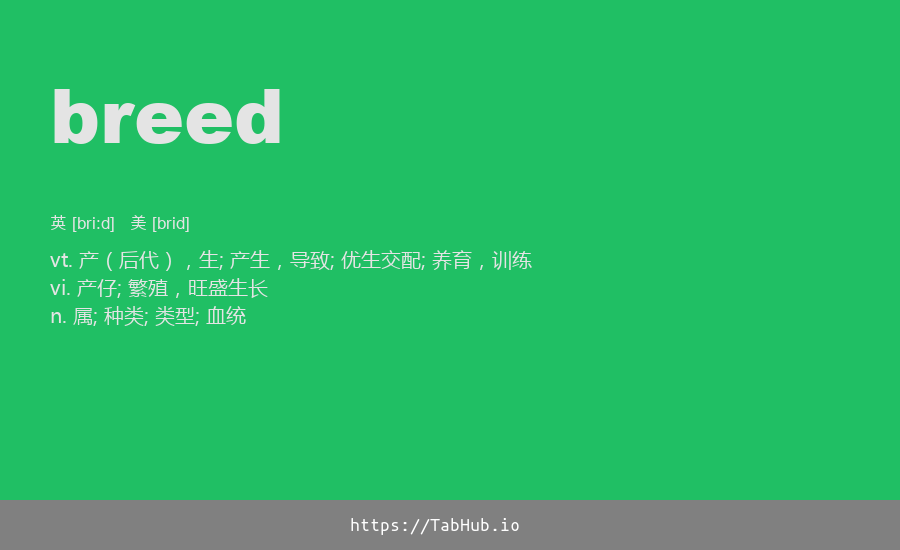 breed
英 [briːd]   美 [brid]
vt. 产（后代），生; 产生，导致; 优生交配; 养育，训练
vi. 产仔; 繁殖，旺盛生长
n. 属; 种类; 类型; 血统
https://TabHub.io